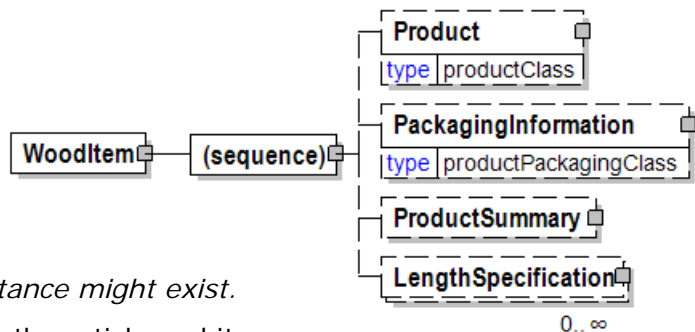 Product
type productClass
PackagingInformation
type productPackagingClass
WoodItem
(sequence)
ProductSummary
LengthSpecification
0..∞
tance might exist.